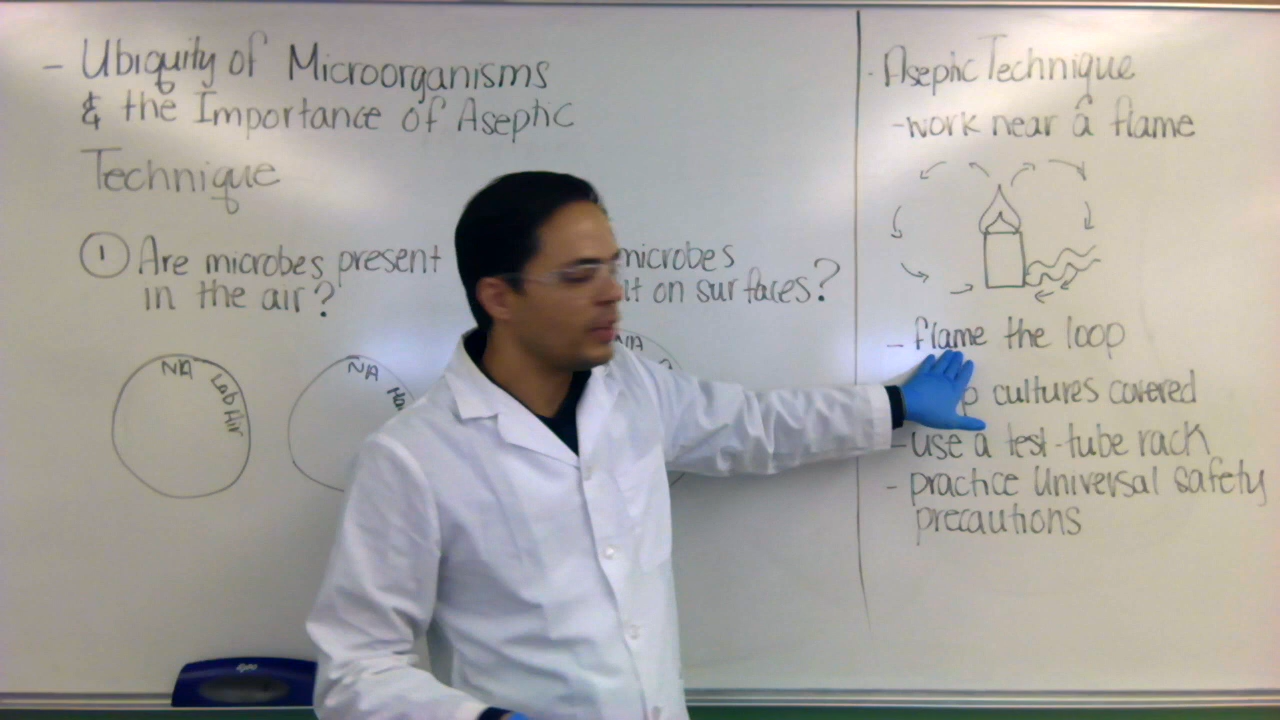 - Ubiquity of Microorganisms
& the Importance of Aseptic
Technique
① Are microbes present
in the air?
microbes
it on surfaces?
N/A
Lab Air
N/A
N/A
Aseptic Technique
- work near a flame
- flame the loop
cultures covered
- use a test-tube rack
- practice Universal safety
precautions
expo